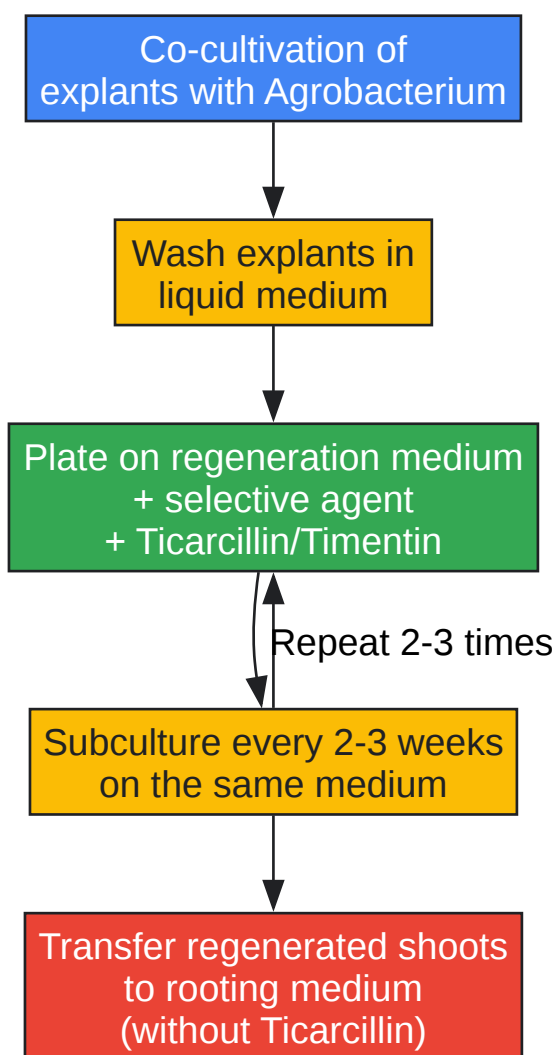 Co-cultivation of
explants with Agrobacterium
Wash explants in
liquid medium
Plate on regeneration medium
+ selective agent
+ Ticarcillin/Timentin
Repeat 2-3 times
Subculture every 2-3 weeks
on the same medium
Transfer regenerated shoots
to rooting medium
(without Ticarcillin)